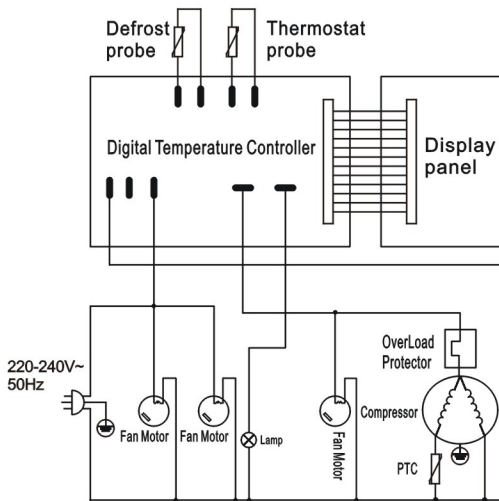 Defrost
probe
Thermostat
probe
Digital Temperature Controller
Display
panel
OverLoad
Protector
220-240V~
50Hz
Compressor
Fan Motor
Fan Motor
Lamp
Fan Motor
PTC